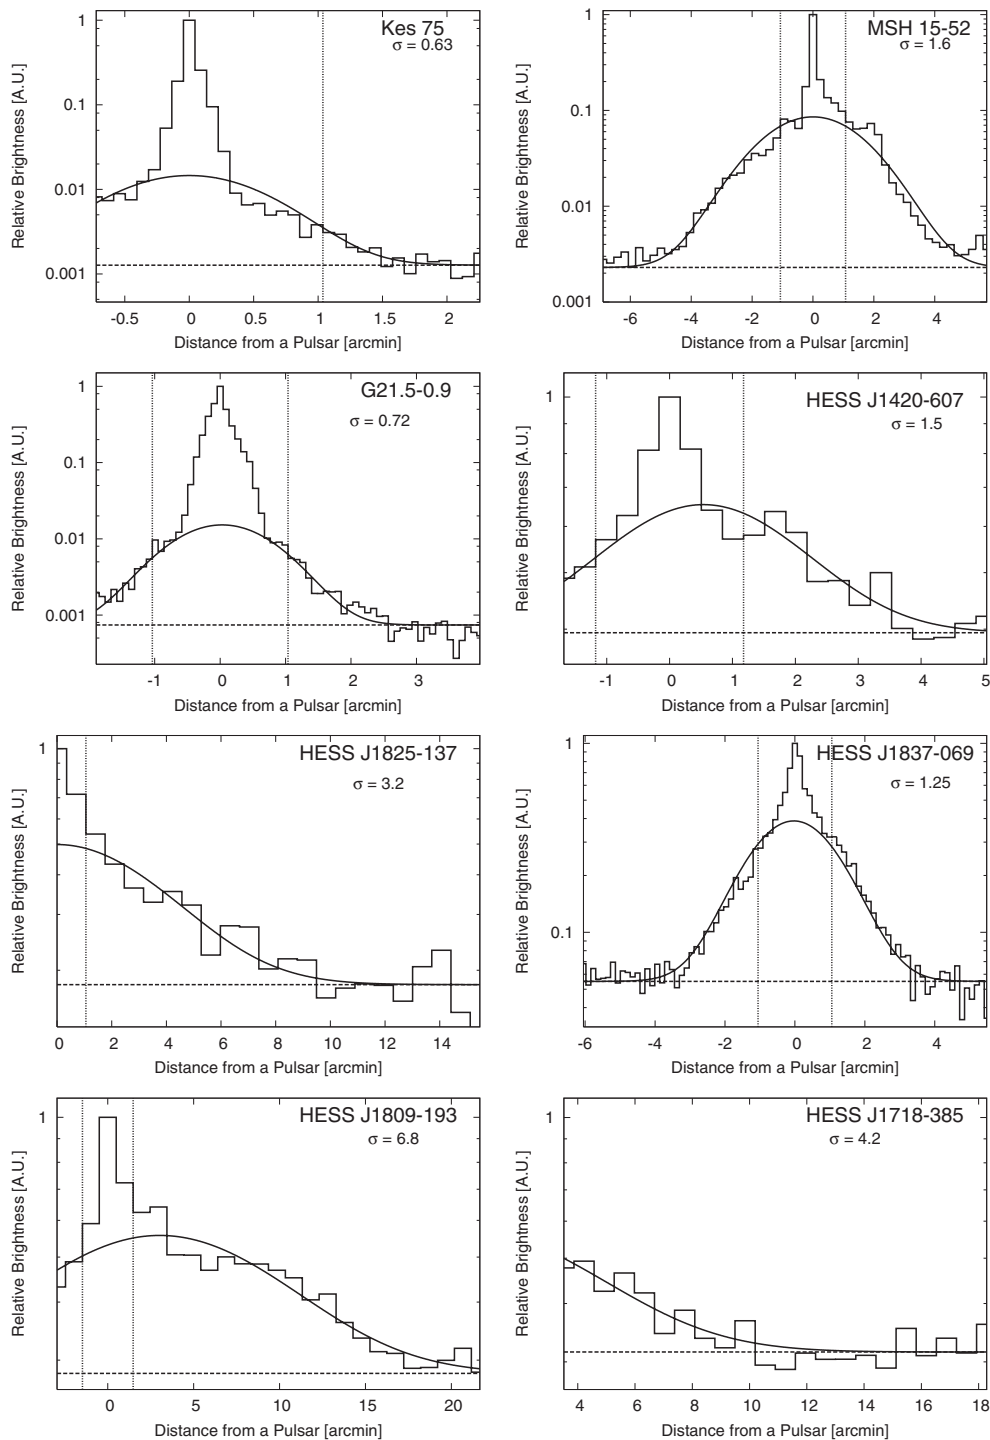 Kes 75
σ = 0.63
Relative Brightness [A.U.]
1
0.1
0.01
0.001
-0.5 0 0.5 1 1.5 2
Distance from a Pulsar [arcmin]
MSH 15-52
σ = 1.6
Relative Brightness [A.U.]
1
0.1
0.01
0.001
-6 -4 -2 0 2 4
Distance from a Pulsar [arcmin]
G21.5-0.9
σ = 0.72
Relative Brightness [A.U.]
1
0.1
0.01
0.001
-1 0 1 2 3
Distance from a Pulsar [arcmin]
HESS J1420-607
σ = 1.5
Relative Brightness [A.U.]
1
-1 0 1 2 3 4 5
Distance from a Pulsar [arcmin]
HESS J1825-137
σ = 3.2
Relative Brightness [A.U.]
1
0 2 4 6 8 10 12 14
Distance from a Pulsar [arcmin]
HESS J1837-069
σ = 1.25
Relative Brightness [A.U.]
1
0.1
-6 -4 -2 0 2 4
Distance from a Pulsar [arcmin]
HESS J1809-193
σ = 6.8
Relative Brightness [A.U.]
1
0 5 10 15 20
Distance from a Pulsar [arcmin]
HESS J1718-385
σ = 4.2
Relative Brightness [A.U.]
1
4 6 8 10 12 14 16 18
Distance from a Pulsar [arcmin]